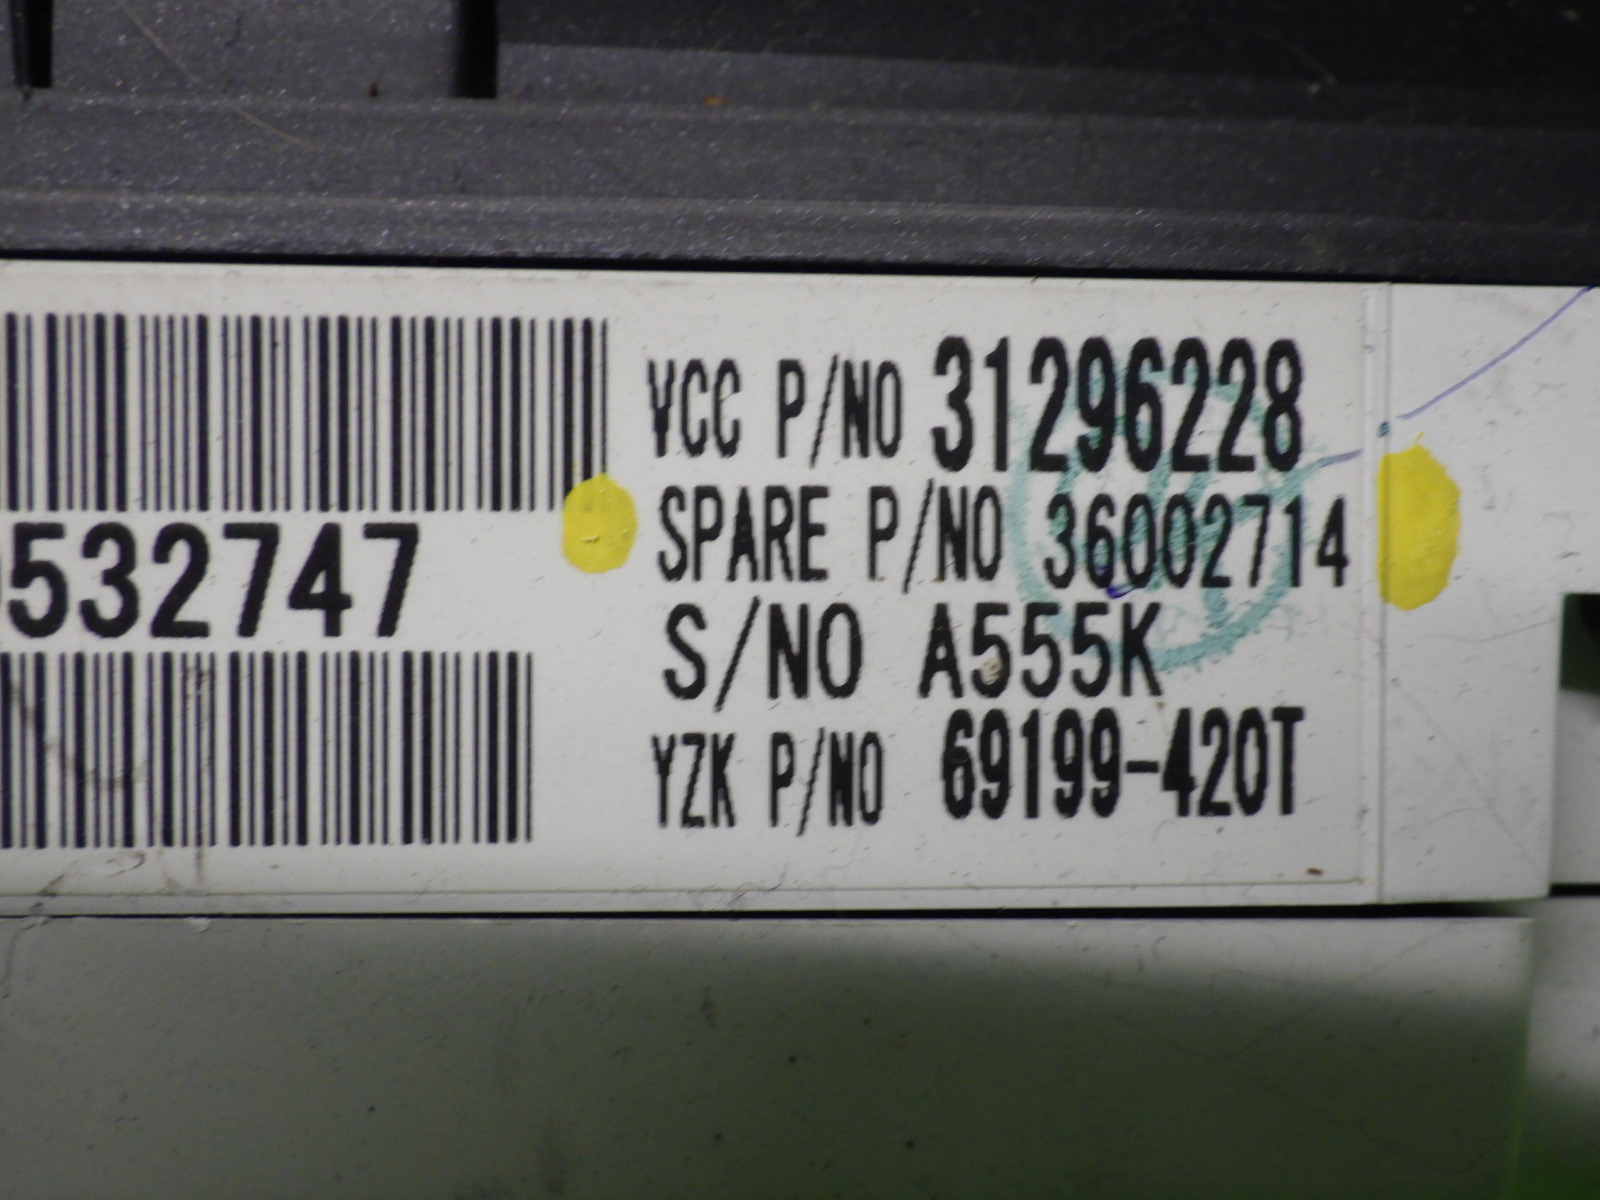 VCC P/NO 31296228
SPARE P/NO 36002714
532747
S/NO A555K
YZK P/NO 69199-420T